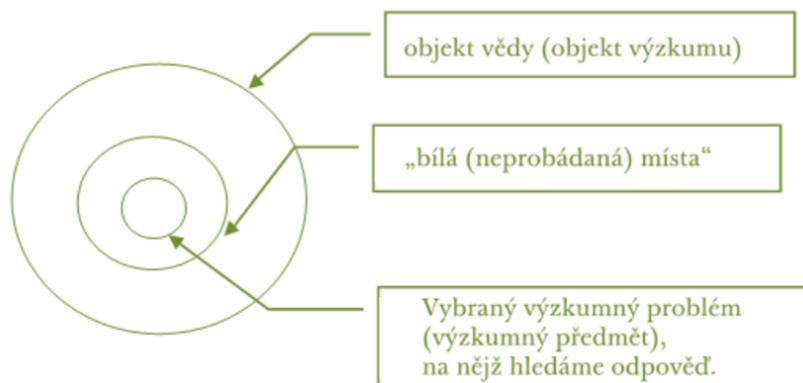 objekt vědy (objekt výzkumu)
„bílá (neprobádaná) místa“
Vybraný výzkumný problém
(výzkumný předmět),
na nějž hledáme odpověď.